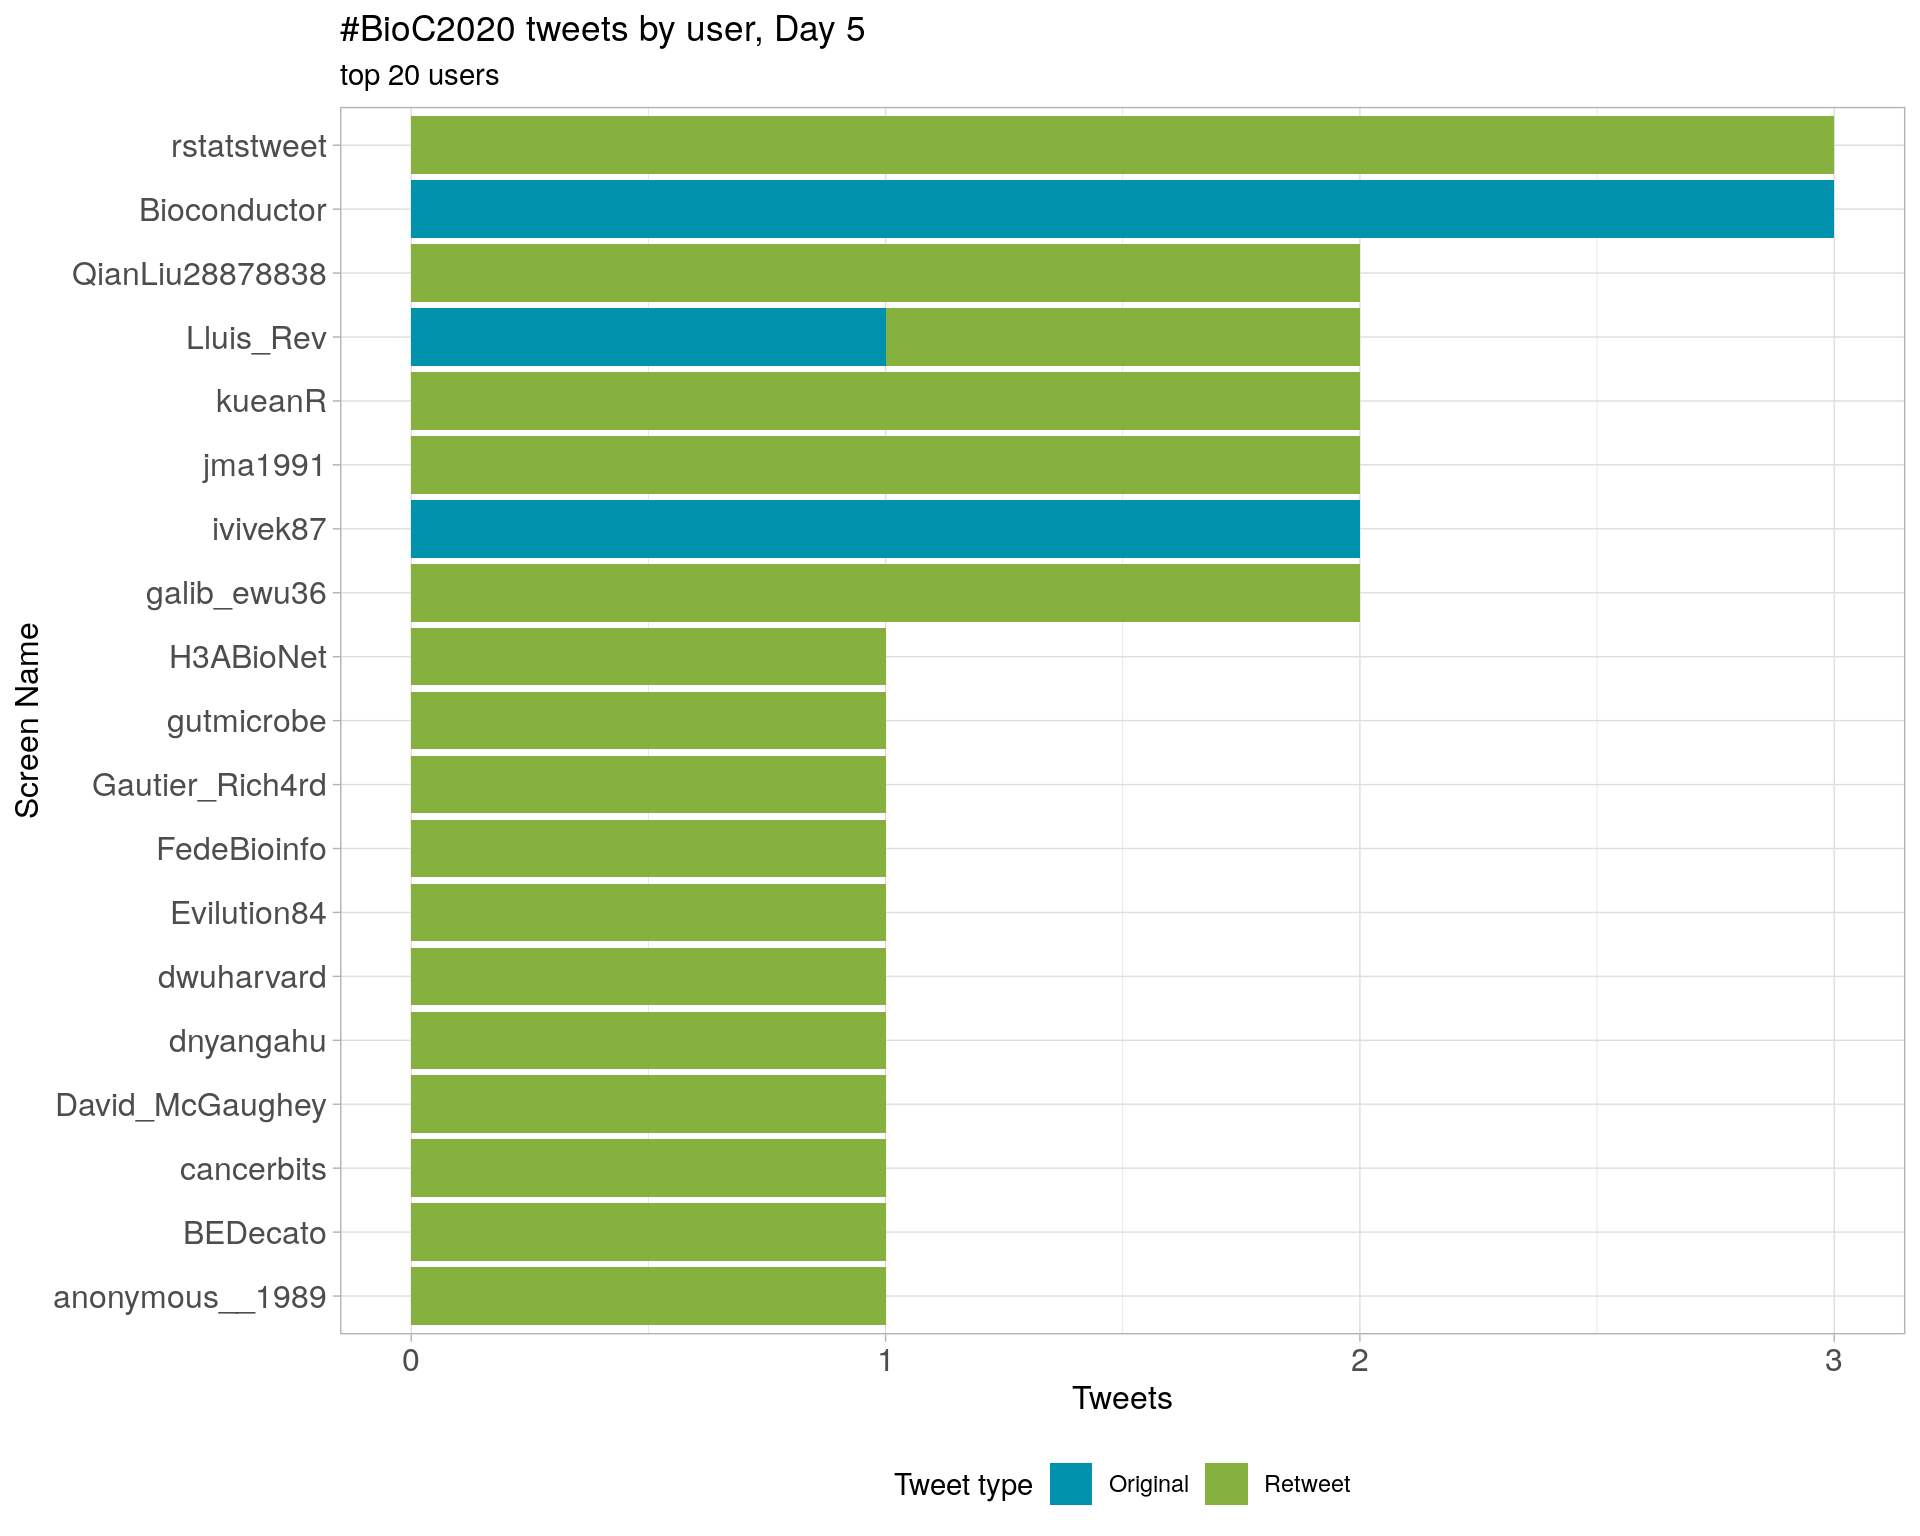 #BioC2020 tweets by user, Day 5
top 20 users
rstatstweet
Bioconductor
QianLiu28878838
Lluis_Rev
kueanR
jma1991
ivivek87
galib_ewu36
H3ABioNet
gutmicrobe
Gautier_Rich4rd
FedeBioinfo
Evilution84
dwuharvard
dnyangahu
David_McGaughey
cancerbits
BEDecato
anonymous__1989
Screen Name
0 1 2 3
Tweets
Tweet type Original Retweet